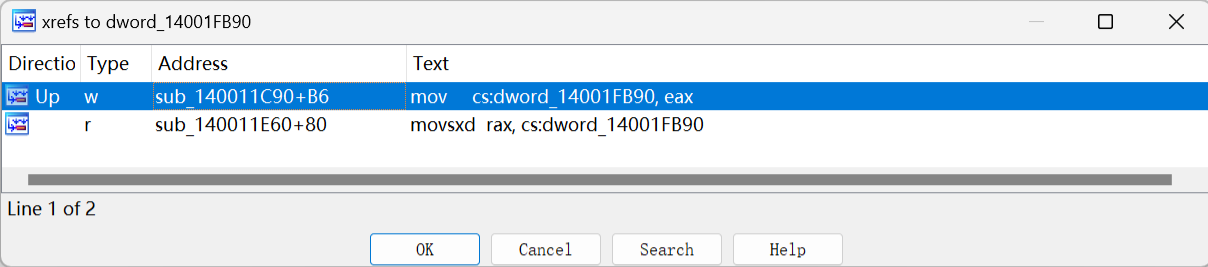 xrefs to dword_14001FB90
Directio Type Address Text
Up w sub_140011C90+B6 mov cs:dword_14001FB90, eax
r sub_140011E60+80 movsxd rax, cs:dword_14001FB90
Line 1 of 2
OK Cancel Search Help